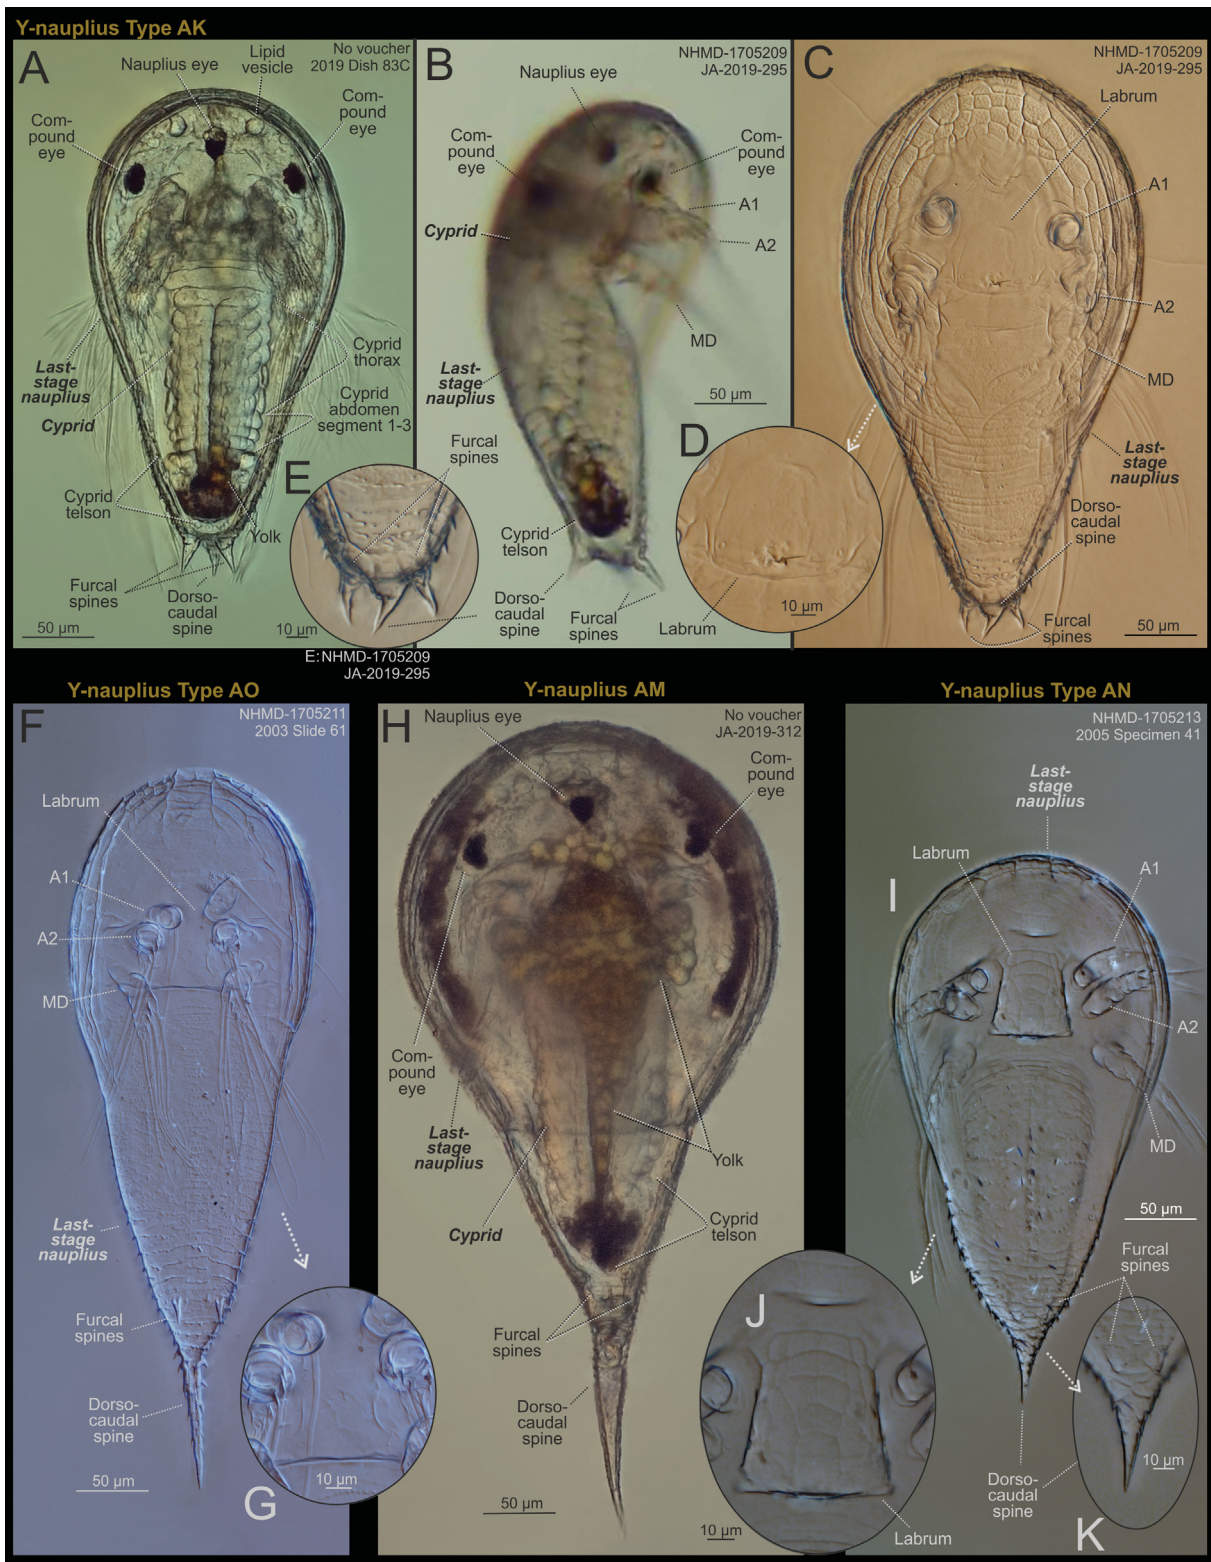 Y-nauplius Type AK
A
Nauplius eye
Lipid
vesicle
No voucher
2019 Dish 83C
Com-
pound
eye
Com-
pound
eye
Last-
stage
nauplius
Cyprid
Cyprid
thorax
Cyprid
abdomen
segment 1-3
Cyprid
telson
Yolk
Furcal
spines
Dorso-
caudal
spine
50 µm
B
NHMD-1705209
JA-2019-295
Nauplius eye
Com-
pound
eye
Com-
pound
eye
A1
A2
Cyprid
MD
Last-
stage
nauplius
50 µm
Furcal
spines
Cyprid
telson
Dorso-
caudal
spine
Furcal
spines
C
NHMD-1705209
JA-2019-295
Labrum
A1
A2
MD
Last-
stage
nauplius
Dorso-
caudal
spine
Furcal
spines
50 µm
D
10 µm
Labrum
E
10 µm
E:NHMD-1705209
JA-2019-295
Y-nauplius Type AO
F
NHMD-1705211
2003 Slide 61
Labrum
A1
A2
MD
Last-
stage
nauplius
Furcal
spines
Dorso-
caudal
spine
50 µm
G
10 µm
Y-nauplius AM
H
Nauplius eye
No voucher
JA-2019-312
Com-
pound
eye
Com-
pound
eye
Last-
stage
nauplius
Cyprid
Yolk
Cyprid
telson
Furcal
spines
Dorso-
caudal
spine
50 µm
Y-nauplius Type AN
NHMD-1705213
2005 Specimen 41
Last-
stage
nauplius
I
Labrum
A1
A2
MD
50 µm
Furcal
spines
Dorso-
caudal
spine
J
10 µm
Labrum
K
10 µm